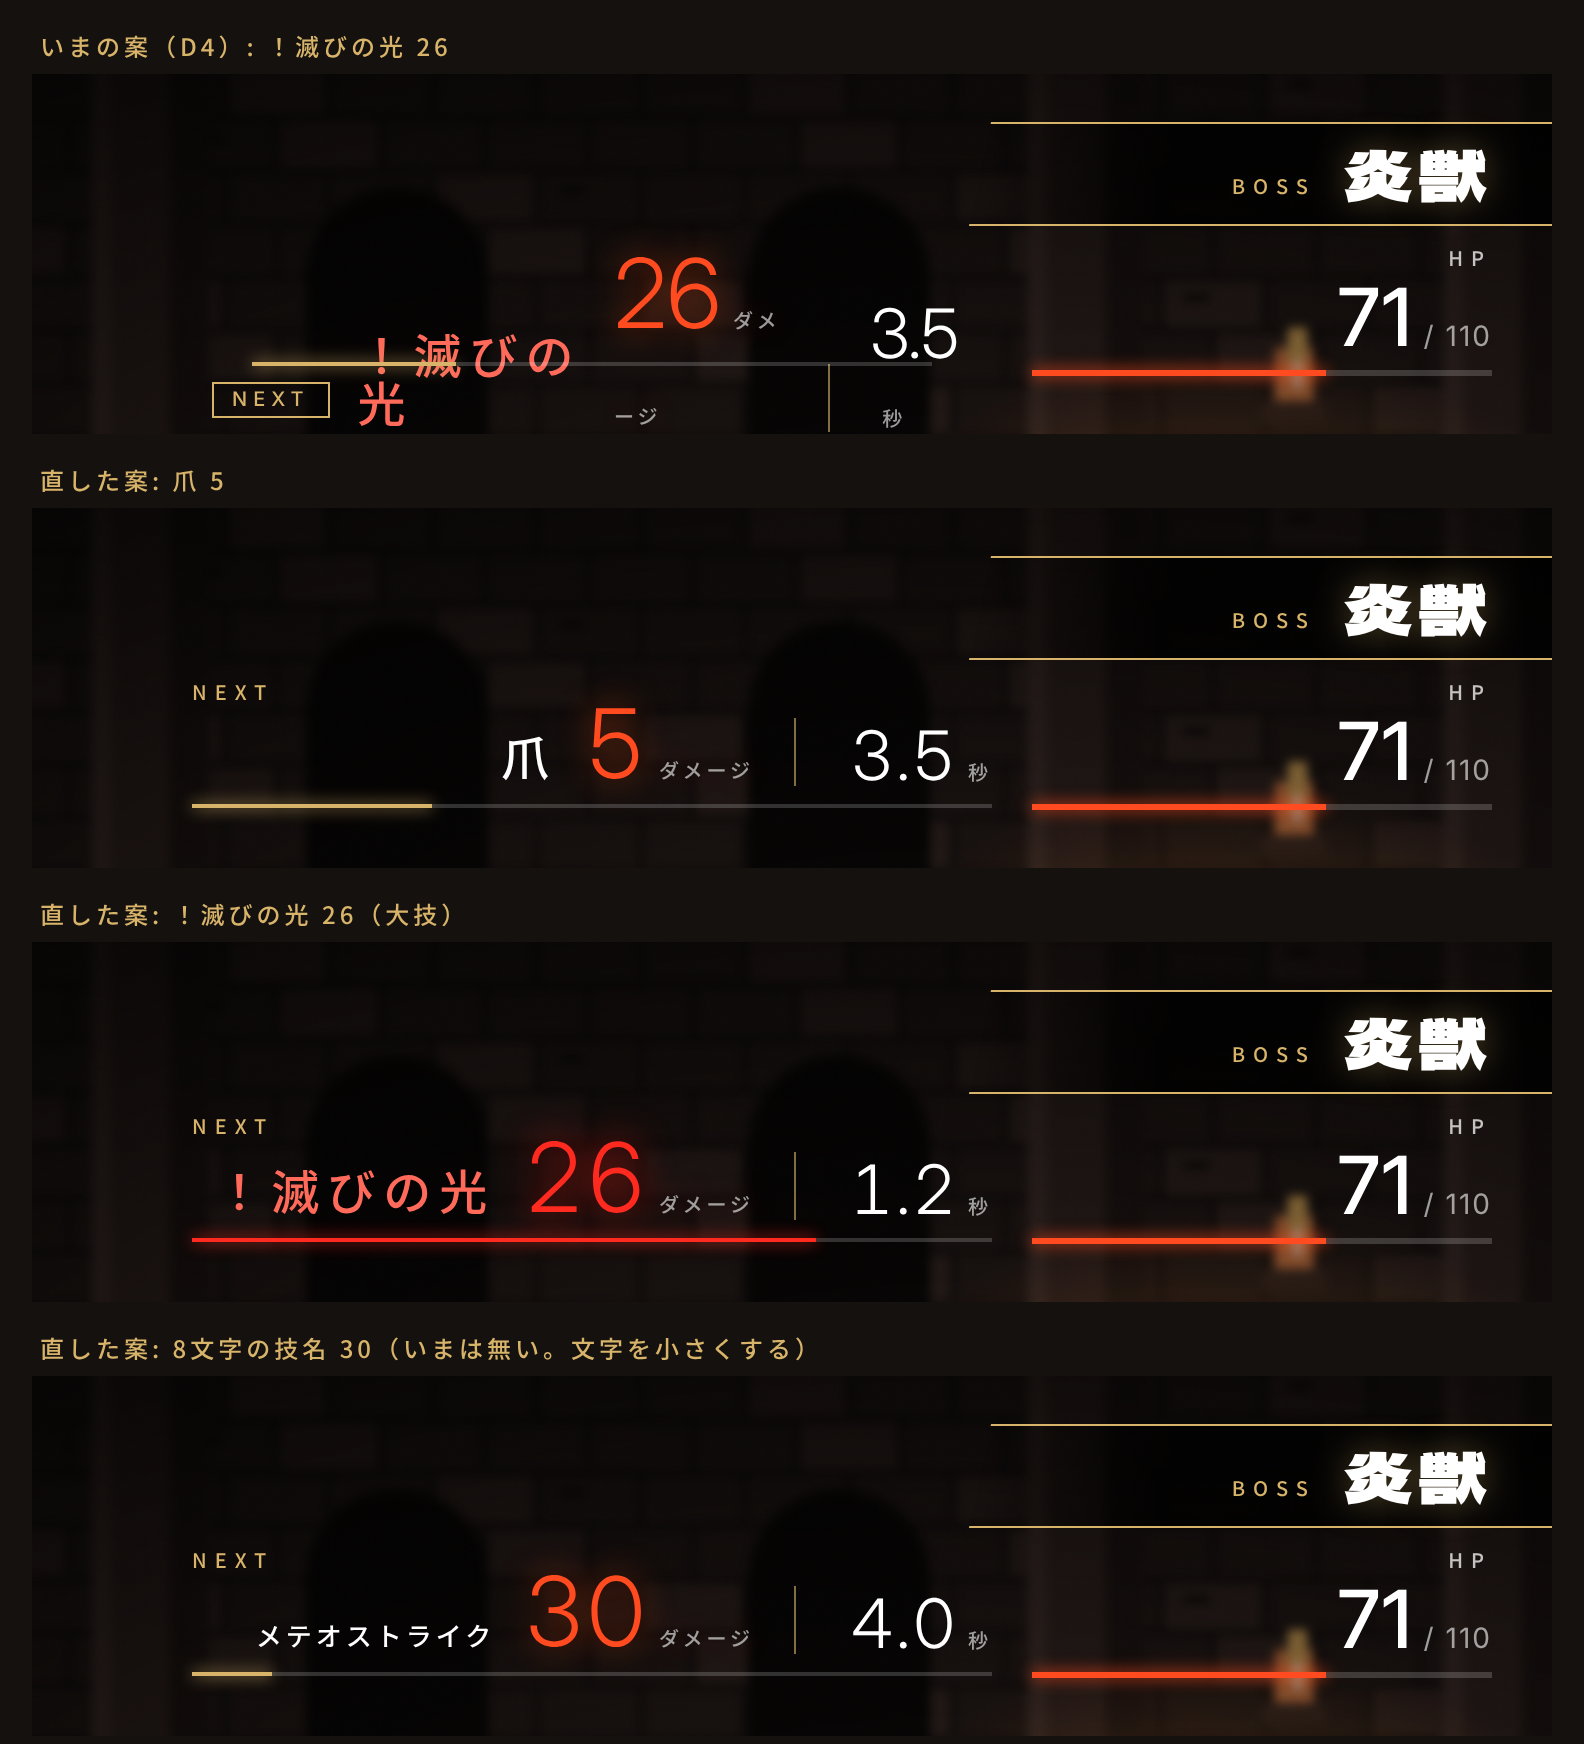 いまの案（D4）: ！滅びの光 26
BOSS 炎獣
HP
71 / 110
26 ダメ
3.5
！滅びの
NEXT 光
ージ
秒
直した案: 爪 5
BOSS 炎獣
NEXT
HP
爪 5 ダメージ 3.5 秒
71 / 110
直した案: ！滅びの光 26（大技）
BOSS 炎獣
NEXT
HP
！滅びの光 26 ダメージ 1.2 秒
71 / 110
直した案: 8文字の技名 30（いまは無い。文字を小さくする）
BOSS 炎獣
NEXT
HP
メテオストライク 30 ダメージ 4.0 秒
71 / 110